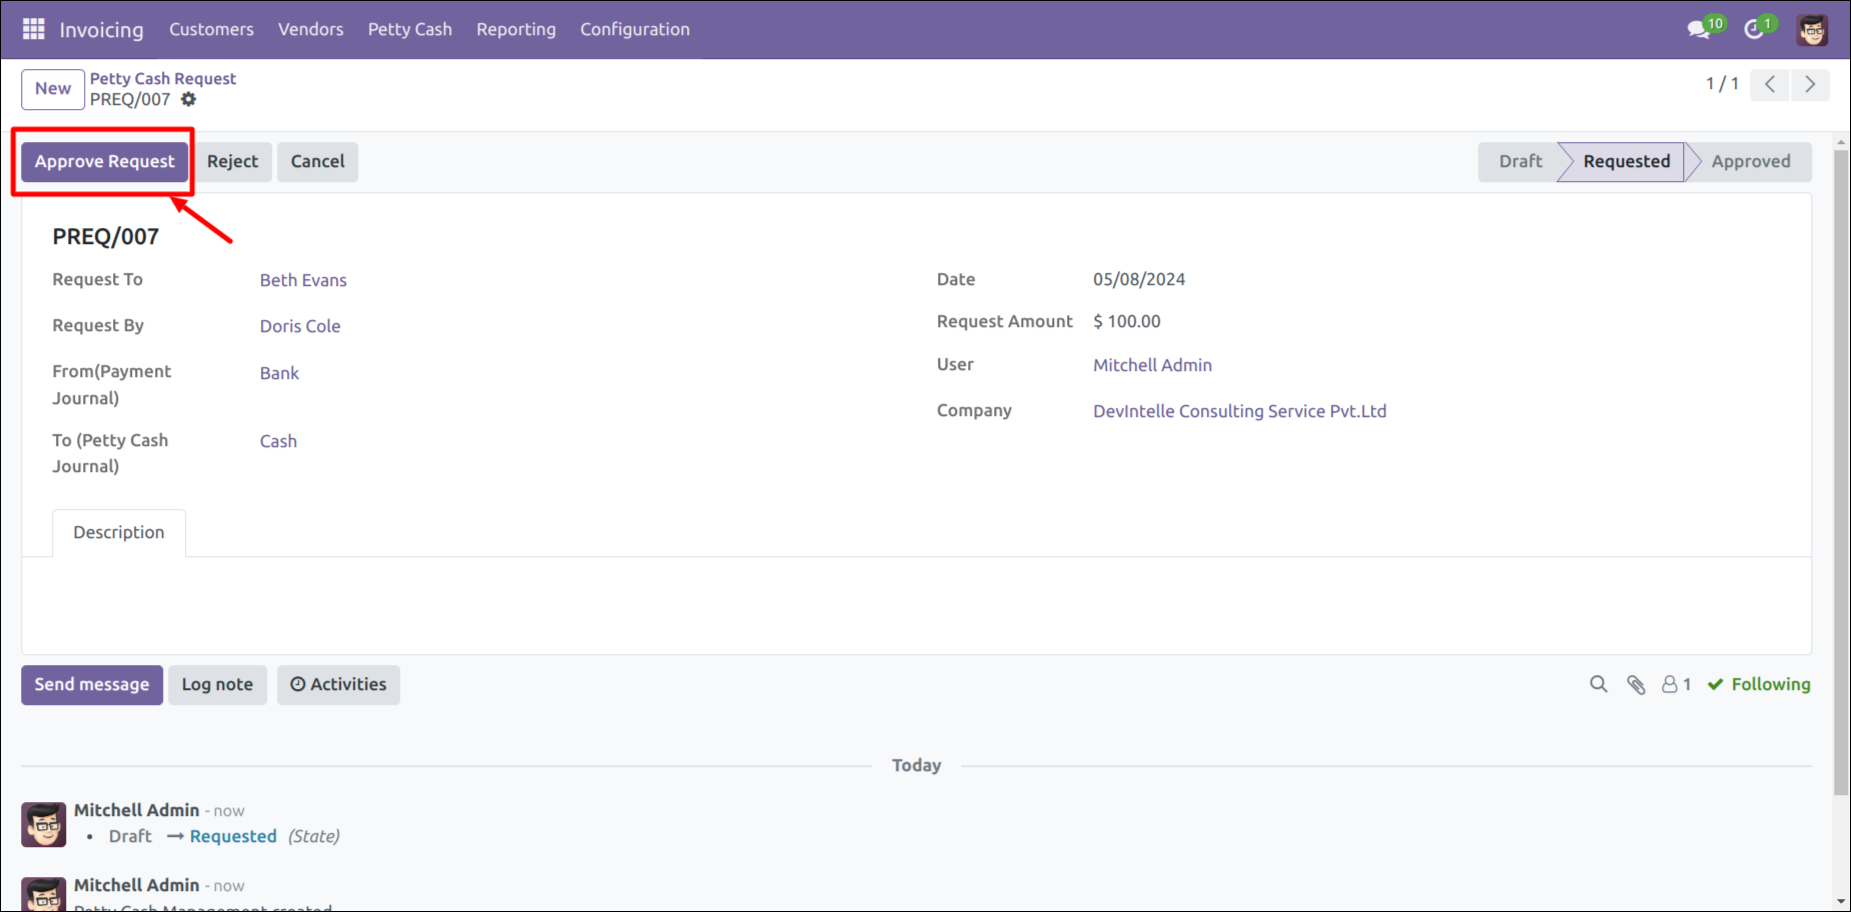 Invoicing Customers Vendors Petty Cash Reporting Configuration 10 1
New Petty Cash Request
PREQ/007
1 / 1
Approve Request Reject Cancel Draft Requested Approved
PREQ/007
Request To Beth Evans
Request By Doris Cole
From(Payment Journal) Bank
To (Petty Cash Journal) Cash
Date 05/08/2024
Request Amount $ 100.00
User Mitchell Admin
Company DevIntelle Consulting Service Pvt.Ltd
Description
Send message Log note Activities 1 Following
Today
Mitchell Admin - now
• Draft → Requested (State)
Mitchell Admin - now
Petty Cash Management created